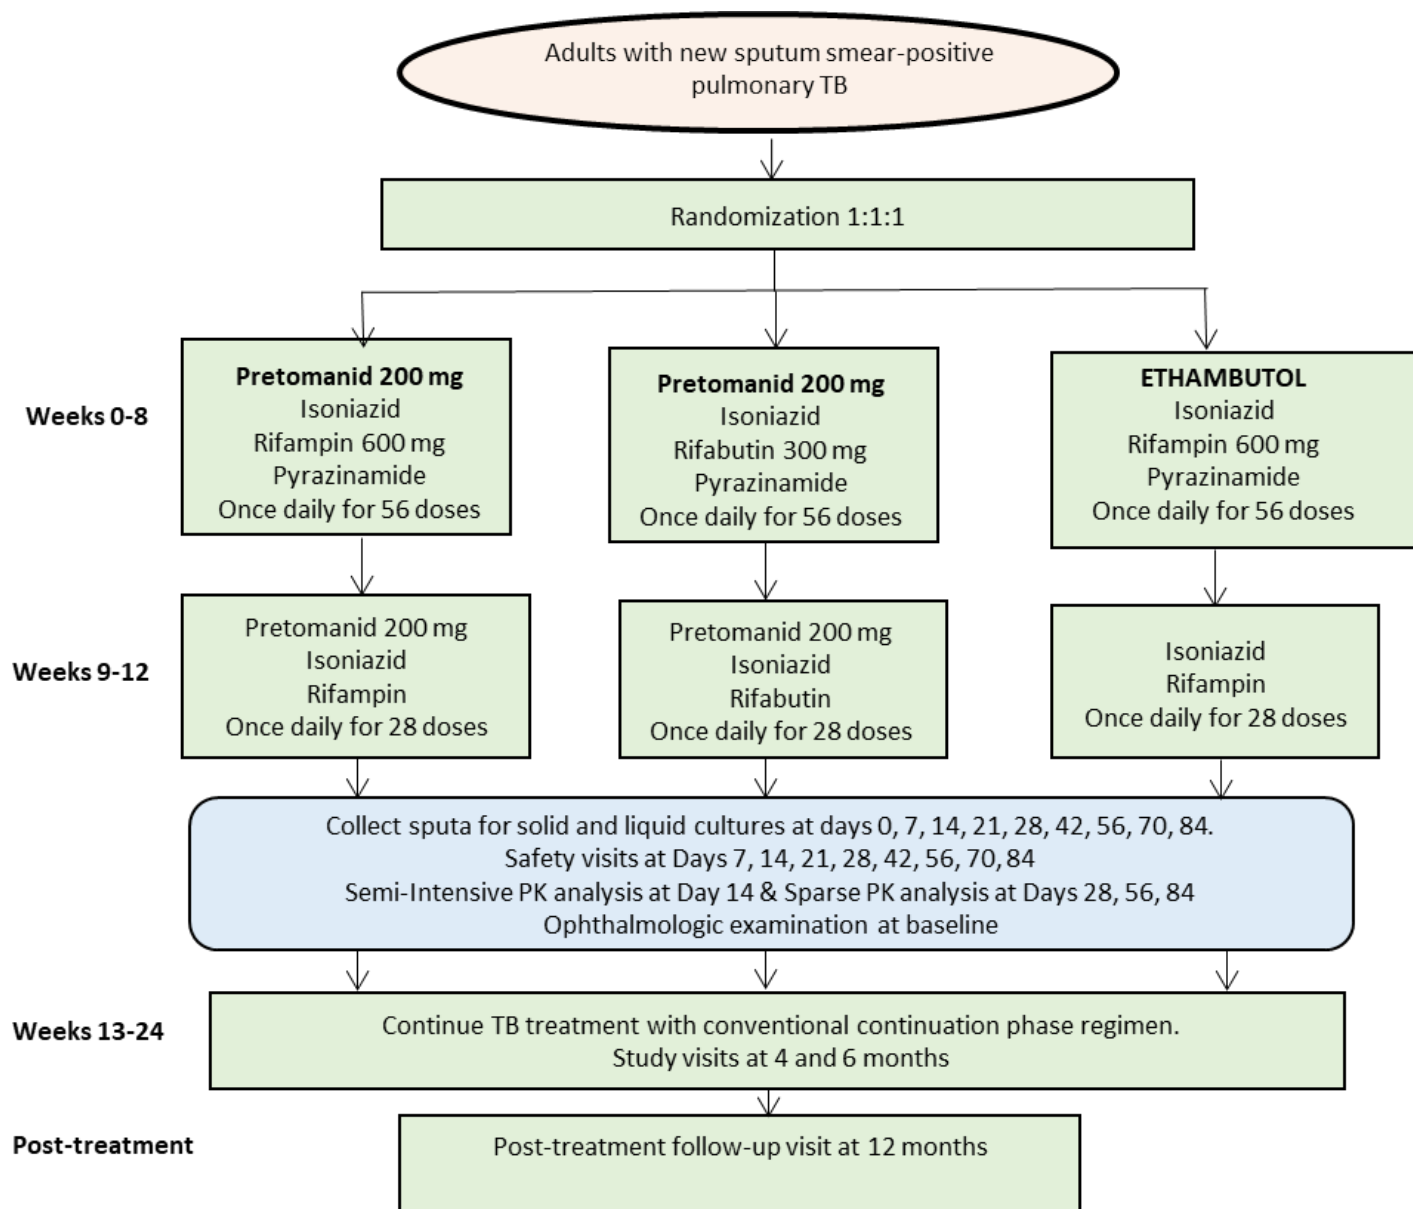 Adults with new sputum smear-positive
pulmonary TB
Randomization 1:1:1
Weeks 0-8
Pretomanid 200 mg
Isoniazid
Rifampin 600 mg
Pyrazinamide
Once daily for 56 doses
Pretomanid 200 mg
Isoniazid
Rifabutin 300 mg
Pyrazinamide
Once daily for 56 doses
ETHAMBUTOL
Isoniazid
Rifampin 600 mg
Pyrazinamide
Once daily for 56 doses
Weeks 9-12
Pretomanid 200 mg
Isoniazid
Rifampin
Once daily for 28 doses
Pretomanid 200 mg
Isoniazid
Rifabutin
Once daily for 28 doses
Isoniazid
Rifampin
Once daily for 28 doses
Collect sputa for solid and liquid cultures at days 0, 7, 14, 21, 28, 42, 56, 70, 84.
Safety visits at Days 7, 14, 21, 28, 42, 56, 70, 84
Semi-Intensive PK analysis at Day 14 & Sparse PK analysis at Days 28, 56, 84
Ophthalmologic examination at baseline
Weeks 13-24
Continue TB treatment with conventional continuation phase regimen.
Study visits at 4 and 6 months
Post-treatment
Post-treatment follow-up visit at 12 months